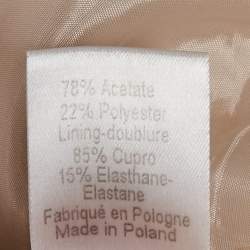 78% Acetate
22% Polyester
Lining-doublure
85% Cupro
15% Elasthane-
Elastane
Fabriqué en Pologne
Made in Poland